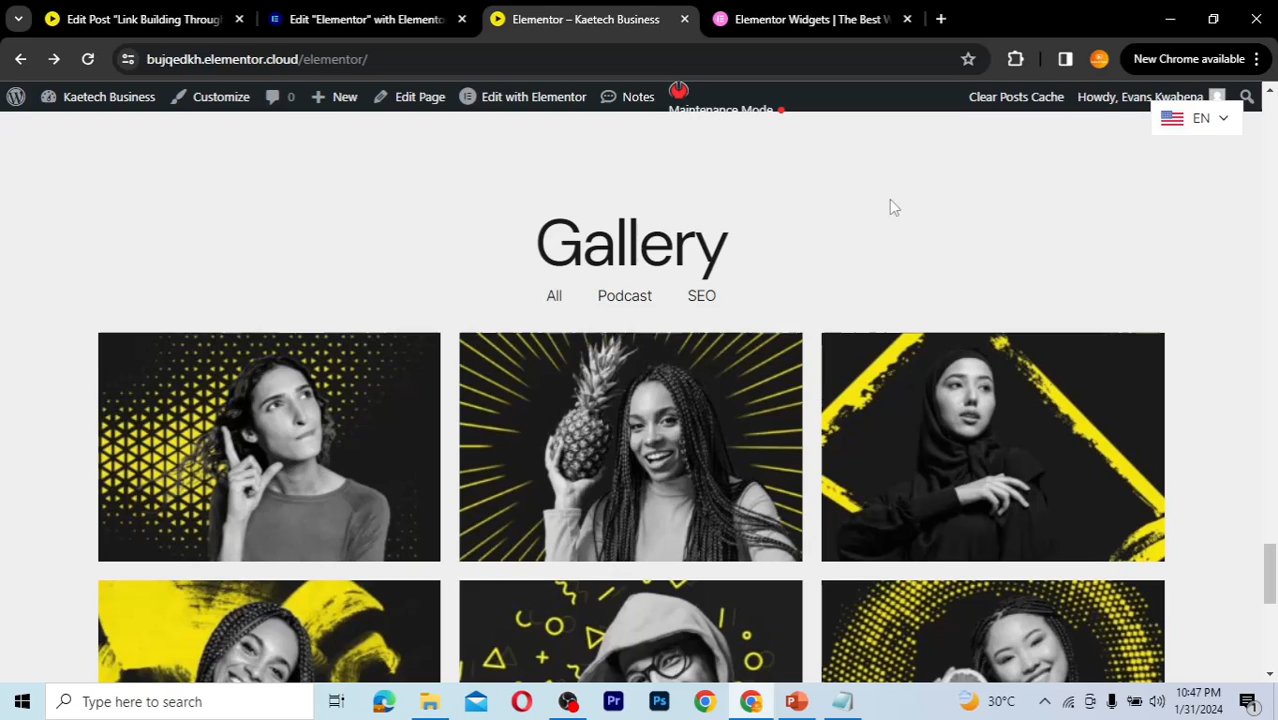 Edit Post "Link Building Throug
Edit "Elementor" with Elemento
Elementor – Kaetech Business
Elementor Widgets | The Best W
bujqedkh.elementor.cloud/elementor/
New Chrome available
Kaetech Business
Customize
0
New
Edit Page
Edit with Elementor
Notes
Maintenance Mode
Clear Posts Cache
Howdy, Evans Kwabena
EN
Gallery
All
Podcast
SEO
Type here to search
Pr
Ps
30°C
10:47 PM
1/31/2024
1